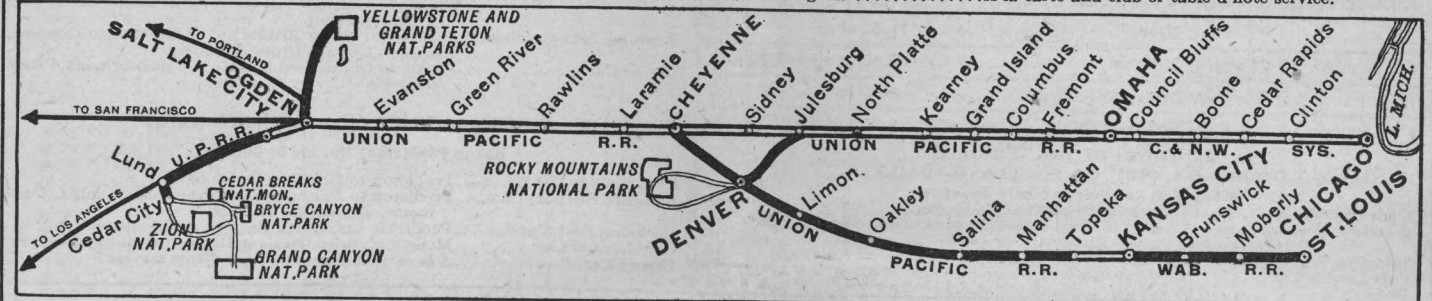 table d'hote service.
YELLOWSTONE AND
GRAND TETON
NAT. PARKS
TO PORTLAND
SALT LAKE CITY
OGDEN
TO SAN FRANCISCO
Evanston
Green River
Rawlins
Laramie
CHEYENNE
Sidney
Julesburg
North Platte
Kearney
Grand Island
Columbus
Fremont
OMAHA
Council Bluffs
Boone
Cedar Rapids
Clinton
L. MICH.
CHICAGO
UNION PACIFIC R.R.
UNION PACIFIC R.R.
C. & N.W. SYS.
U. P. R.R.
Lund
TO LOS ANGELES
Cedar City
CEDAR BREAKS
NAT. MON.
BRYCE CANYON
NAT. PARK
ZION
NAT. PARK
GRAND CANYON
NAT. PARK
ROCKY MOUNTAINS
NATIONAL PARK
DENVER
Limon
Oakley
Salina
Manhattan
Topeka
KANSAS CITY
Brunswick
Moberly
ST. LOUIS
UNION PACIFIC R.R.
WAB. R.R.